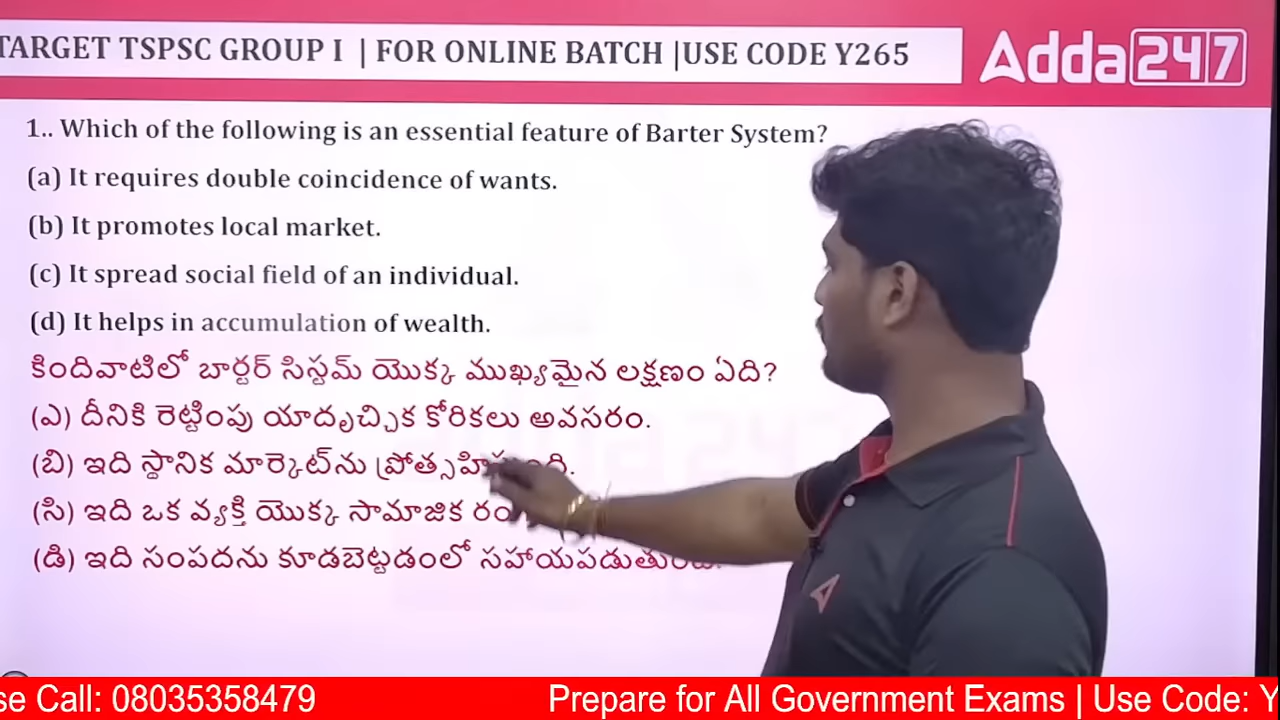 TARGET TSPSC GROUP I | FOR ONLINE BATCH |USE CODE Y265
Adda247
1.. Which of the following is an essential feature of Barter System?
(a) It requires double coincidence of wants.
(b) It promotes local market.
(c) It spread social field of an individual.
(d) It helps in accumulation of wealth.
కిందివాటిలో బార్టర్ సిస్టమ్ యొక్క ముఖ్యమైన లక్షణం ఏది?
(ఎ) దీనికి రెట్టింపు యాదృచ్చిక కోరికలు అవసరం.
(బి) ఇది స్థానిక మార్కెట్‌ను
(సి) ఇది ఒక వ్యక్తి యొక్క సామాజిక
(డి) ఇది సంపదను కూడబెట్టడంలో సహాయపడుతుంది.
se Call: 08035358479 Prepare for All Government Exams | Use Code: Y